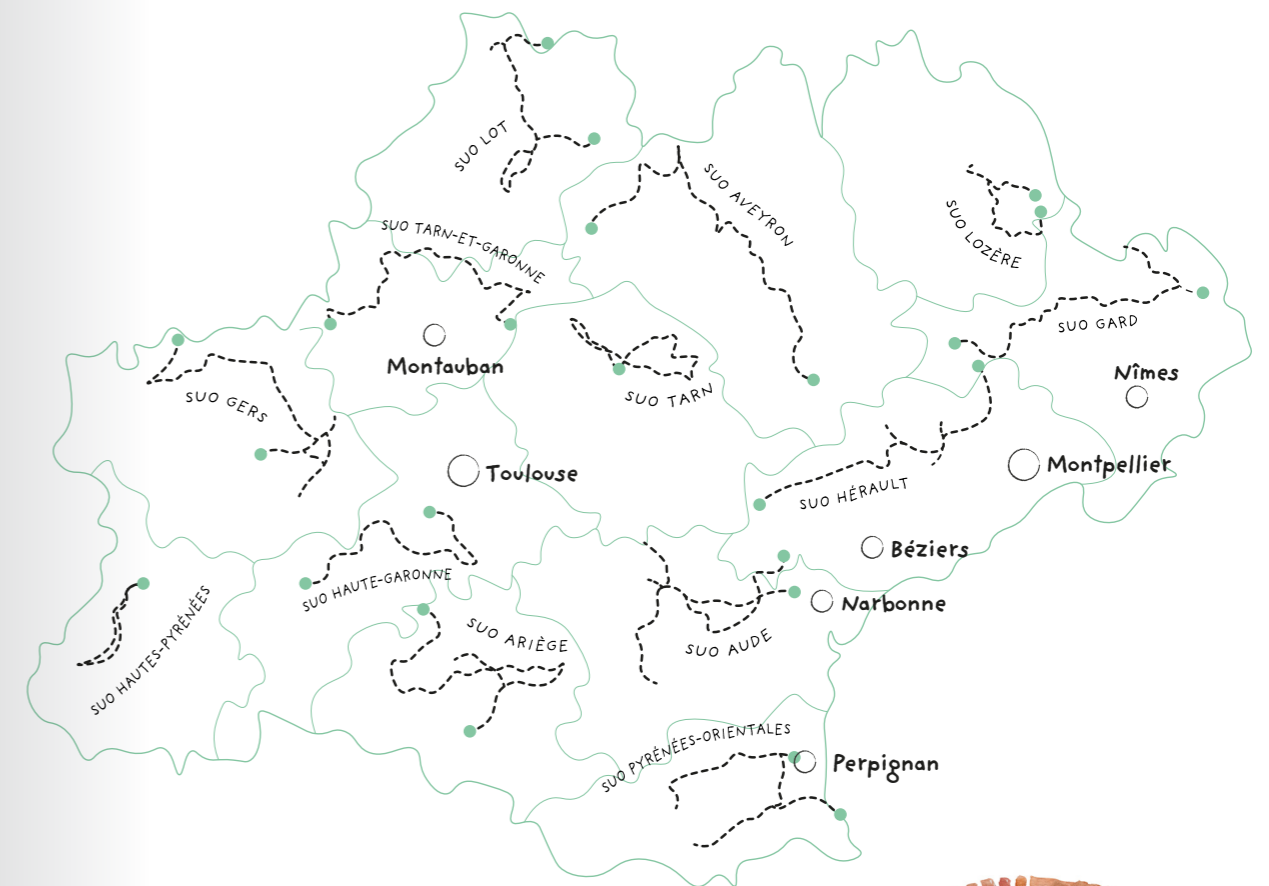 SUO LOT
SUO AVEYRON
SUO LOZÈRE
SUO TARN-ET-GARONNE
Montauban
SUO GARD
Nîmes
SUO GERS
SUO TARN
Toulouse
Montpellier
SUO HÉRAULT
Béziers
SUO HAUTE-GARONNE
Narbonne
SUO HAUTES-PYRÉNÉES
SUO ARIÈGE
SUO AUDE
SUO PYRÉNÉES-ORIENTALES
Perpignan